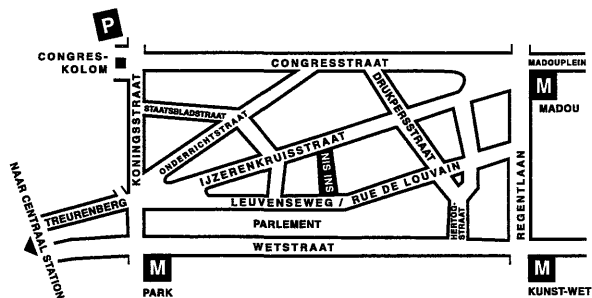 P
CONGRES-
KOLOM
CONGRESSTRAAT
MADOUPLEIN
M
MADOU
KONINGSSTRAAT
STAATSBLADSTRAAT
ONDERRICHTSTRAAT
DRUKPERSSTRAAT
IJZERENKRUISSTRAAT
NIS INS
LEUVENSEWEG / RUE DE LOUVAIN
TREURENBERG
NAAR CENTRAAL STATION
PARLEMENT
HERTOG-
STRAAT
REGENTLAAN
WETSTRAAT
M
PARK
M
KUNST-WET